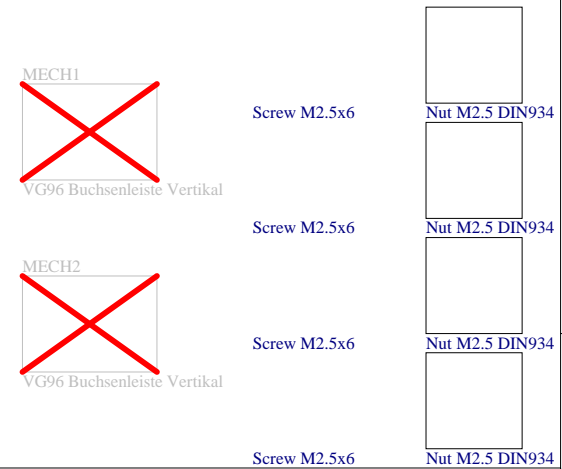 MECH1
VG96 Buchsenleiste Vertikal
Screw M2.5x6
Nut M2.5 DIN934
Screw M2.5x6
Nut M2.5 DIN934
MECH2
VG96 Buchsenleiste Vertikal
Screw M2.5x6
Nut M2.5 DIN934
Screw M2.5x6
Nut M2.5 DIN934